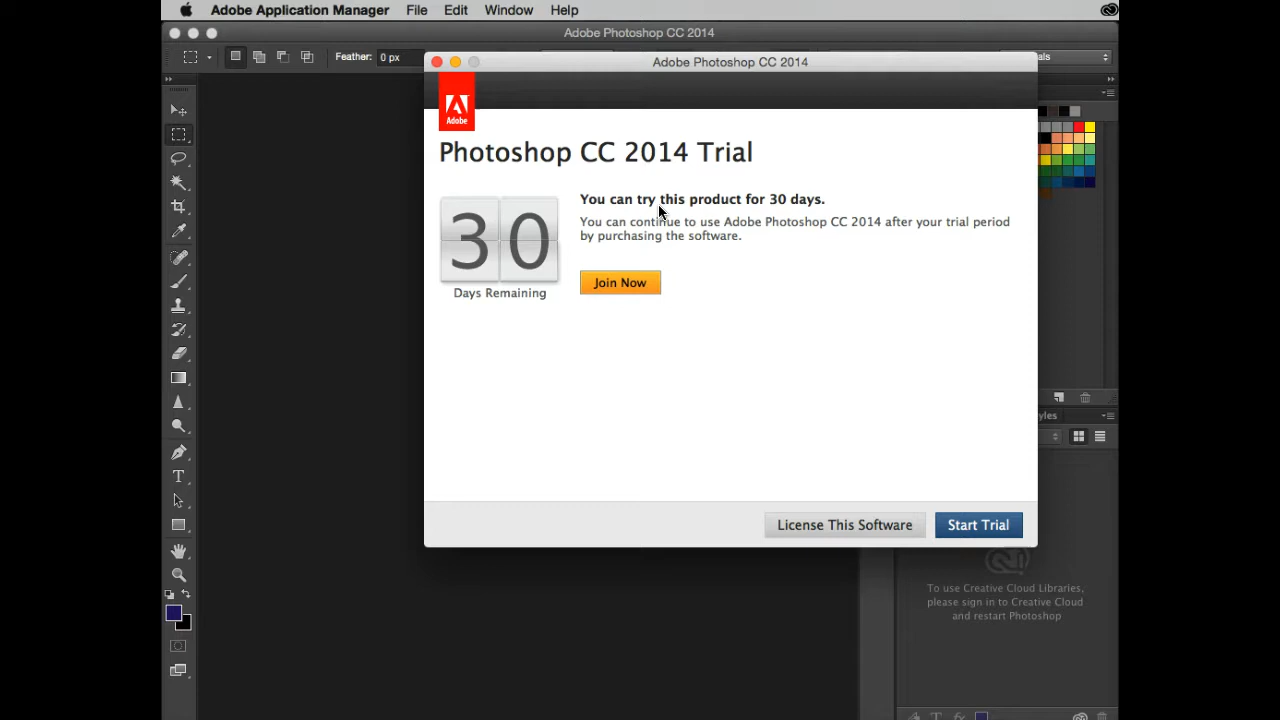 Adobe Application Manager File Edit Window Help
Adobe Photoshop CC 2014
Feather: 0 px
als
Adobe Photoshop CC 2014
Adobe
Photoshop CC 2014 Trial
You can try this product for 30 days.
You can continue to use Adobe Photoshop CC 2014 after your trial period
by purchasing the software.
30
Days Remaining
Join Now
License This Software
Start Trial
yles
To use Creative Cloud Libraries,
please sign in to Creative Cloud
and restart Photoshop